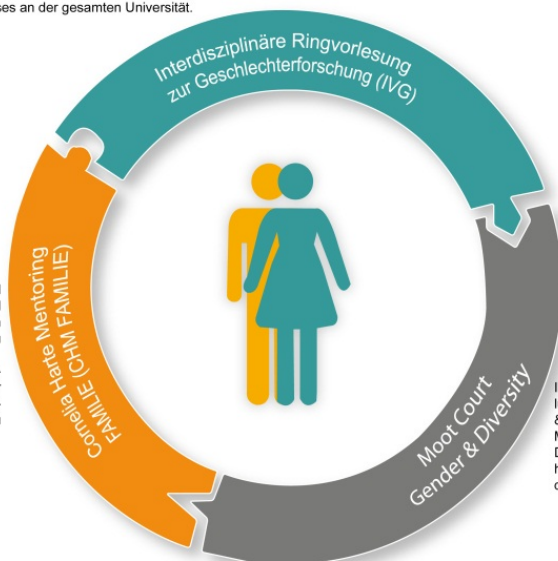 ses an der gesamten Universität.
Interdisziplinäre Ringvorlesung
zur Geschlechterforschung (IVG)
Cornelia Harte Mentoring
FAMILIE (CHM FAMILIE)
Moot Court
Gender & Diversity